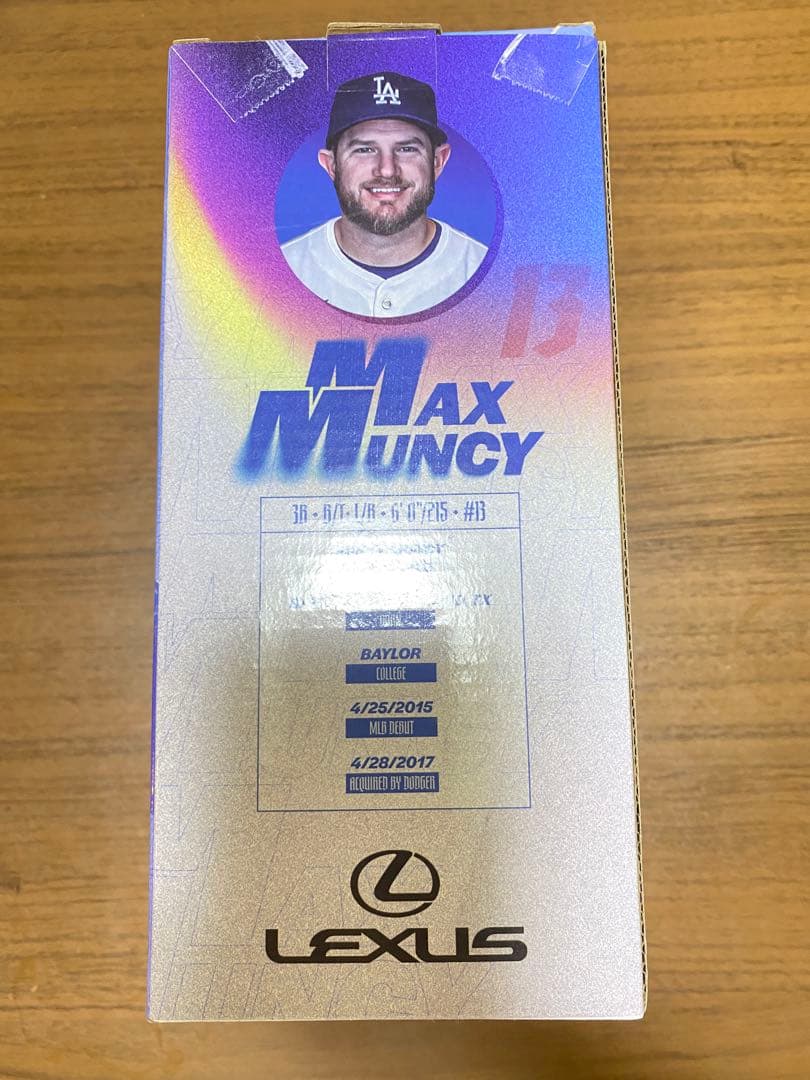 LA
13
MAX
MUNCY
3B • B/T: L/R • 6' 0"/215 • #13
BAYLOR
COLLEGE
4/25/2015
MLB DEBUT
4/28/2017
ACQUIRED BY DODGER
LEXUS